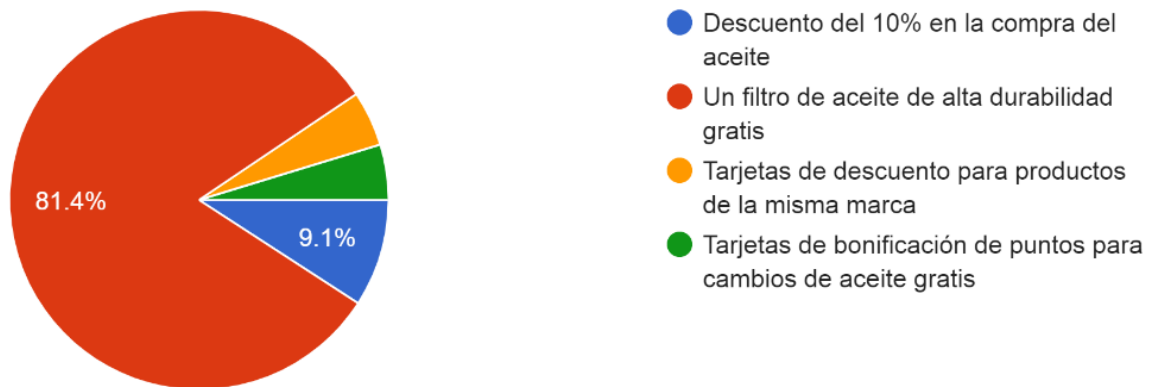 81.4%
9.1%
Descuento del 10% en la compra del
aceite
Un filtro de aceite de alta durabilidad
gratis
Tarjetas de descuento para productos
de la misma marca
Tarjetas de bonificación de puntos para
cambios de aceite gratis